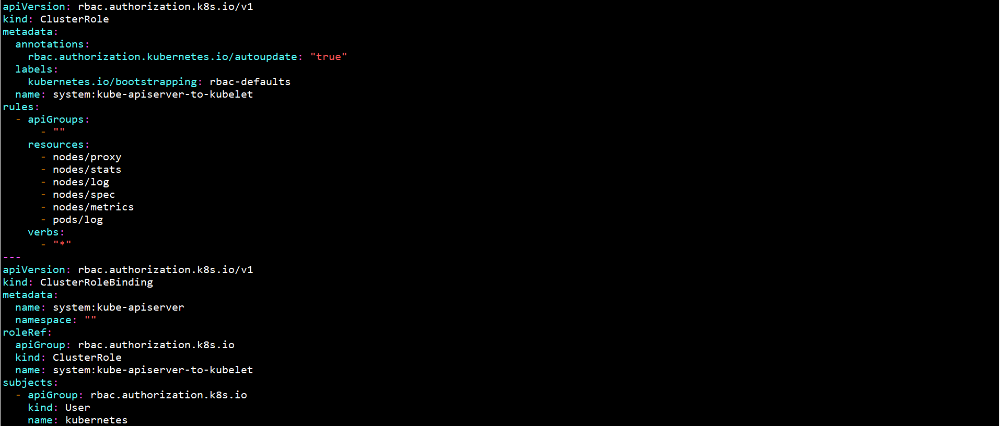 apiVersion: rbac.authorization.k8s.io/v1
kind: ClusterRole
metadata:
  annotations:
    rbac.authorization.kubernetes.io/autoupdate: "true"
  labels:
    kubernetes.io/bootstrapping: rbac-defaults
  name: system:kube-apiserver-to-kubelet
rules:
  - apiGroups:
      - ""
    resources:
      - nodes/proxy
      - nodes/stats
      - nodes/log
      - nodes/spec
      - nodes/metrics
      - pods/log
    verbs:
      - "*"
---
apiVersion: rbac.authorization.k8s.io/v1
kind: ClusterRoleBinding
metadata:
  name: system:kube-apiserver
  namespace: ""
roleRef:
  apiGroup: rbac.authorization.k8s.io
  kind: ClusterRole
  name: system:kube-apiserver-to-kubelet
subjects:
  - apiGroup: rbac.authorization.k8s.io
    kind: User
    name: kubernetes